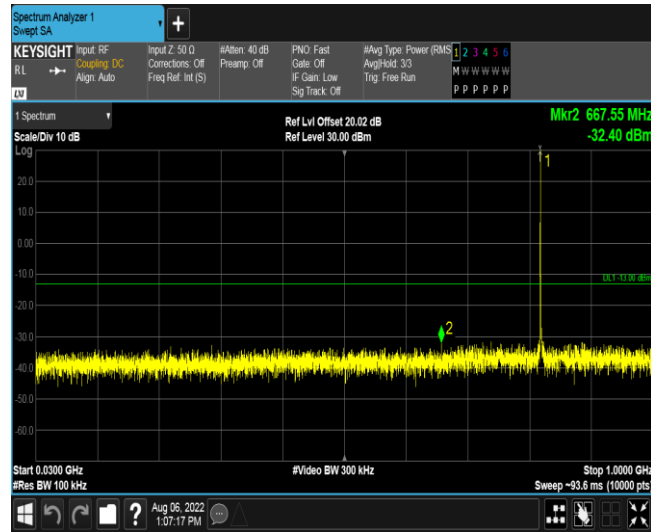 Spectrum Analyzer 1
Swept SA
KEYSIGHT
RL
LXI
Input: RF
Coupling: DC
Align: Auto
Input Z: 50 Ω
Corrections: Off
Freq Ref: Int (S)
#Atten: 40 dB
Preamp: Off
PNO: Fast
Gate: Off
IF Gain: Low
Sig Track: Off
#Avg Type: Power (RMS
Avg|Hold: 3/3
Trig: Free Run
1 2 3 4 5 6
M W W W W W
P P P P P P
1 Spectrum
Scale/Div 10 dB
Ref Lvl Offset 20.02 dB
Ref Level 30.00 dBm
Mkr2 667.55 MHz
-32.40 dBm
Log
1
20.0
10.0
0.00
-10.0
DL1 -13.00 dBm
-20.0
-30.0
2
-40.0
-50.0
-60.0
Start 0.0300 GHz
#Video BW 300 kHz
Stop 1.0000 GHz
#Res BW 100 kHz
Sweep ~93.6 ms (10000 pts)
Aug 06, 2022
1:07:17 PM